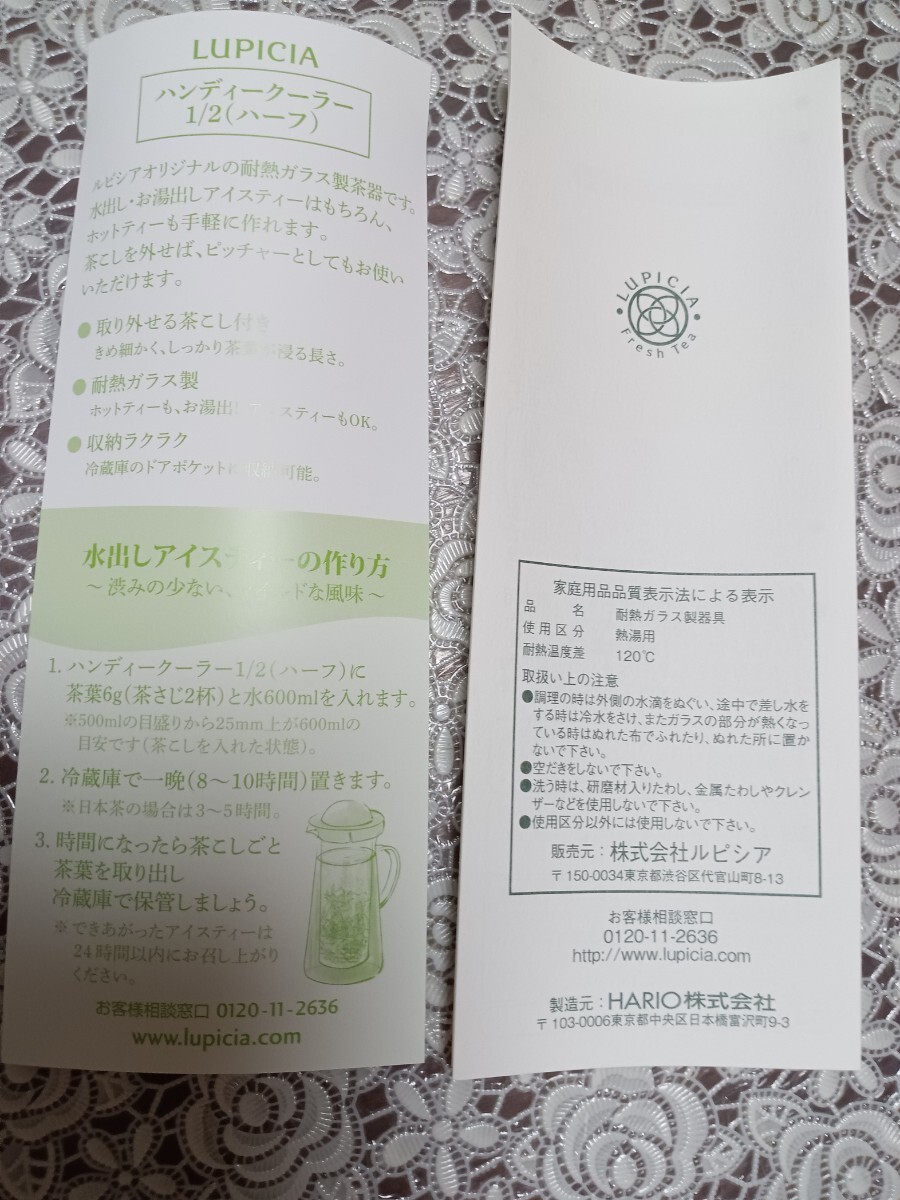 LUPICIA
ハンディークーラー
1/2(ハーフ)
ルピシアオリジナルの耐熱ガラス製茶器です。
水出し・お湯出しアイスティーはもちろん、
ホットティーも手軽に作れます。
茶こしを外せば、ピッチャーとしてもお使い
いただけます。
●取り外せる茶こし付き
きめ細かく、しっかり茶葉が浸る長さ。
●耐熱ガラス製
ホットティーも、お湯出しアイスティーもOK。
●収納ラクラク
冷蔵庫のドアポケットに収納可能。
水出しアイスティーの作り方
～渋みの少ない、マイルドな風味～
1. ハンディークーラー1/2(ハーフ)に
茶葉6g(茶さじ2杯)と水600mlを入れます。
※500mlの目盛りから25mm上が600mlの
目安です(茶こしを入れた状態)。
2. 冷蔵庫で一晩(8～10時間)置きます。
※日本茶の場合は3～5時間。
3. 時間になったら茶こしごと
茶葉を取り出し
冷蔵庫で保管しましょう。
※できあがったアイスティーは
24時間以内にお召し上がり
ください。
お客様相談窓口 0120-11-2636
www.lupicia.com
LUPICIA
Fresh Tea
家庭用品品質表示法による表示
品名 耐熱ガラス製器具
使用区分 熱湯用
耐熱温度差 120℃
取扱い上の注意
●調理の時は外側の水滴をぬぐい、途中で差し水を
する時は冷水をさけ、またガラスの部分が熱くなっ
ている時はぬれた布でふれたり、ぬれた所に置か
ないで下さい。
●空だきをしないで下さい。
●洗う時は、研磨材入りたわし、金属たわしやクレン
ザーなどを使用しないで下さい。
●使用区分以外には使用しないで下さい。
販売元：株式会社ルピシア
〒150-0034東京都渋谷区代官山町8-13
お客様相談窓口
0120-11-2636
http://www.lupicia.com
製造元：HARIO株式会社
〒103-0006東京都中央区日本橋富沢町9-3